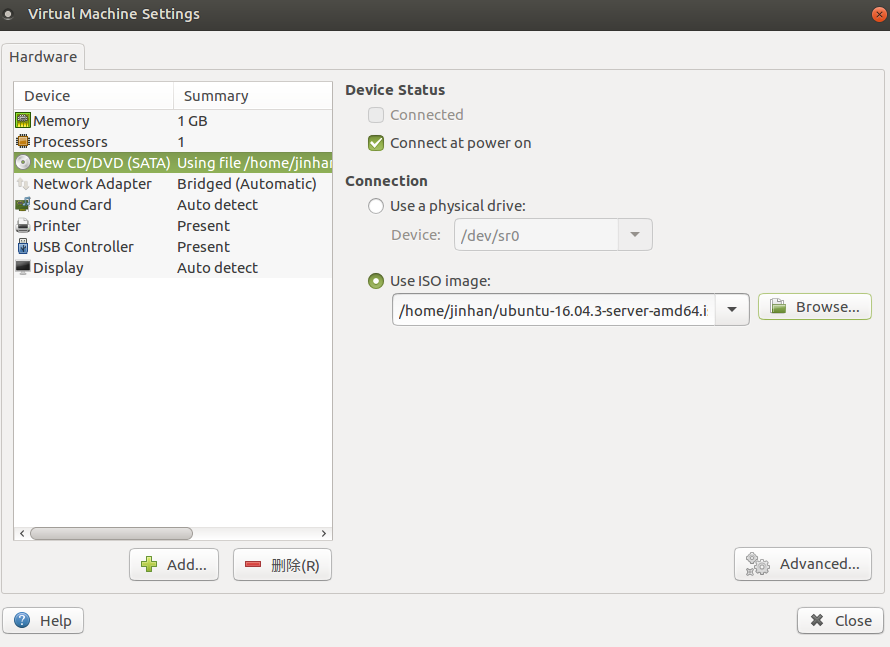 Virtual Machine Settings
Hardware
Device Summary
Memory 1 GB
Processors 1
New CD/DVD (SATA) Using file /home/jinhan
Network Adapter Bridged (Automatic)
Sound Card Auto detect
Printer Present
USB Controller Present
Display Auto detect
Add...
删除(R)
Device Status
Connected
Connect at power on
Connection
Use a physical drive:
Device: /dev/sr0
Use ISO image:
/home/jinhan/ubuntu-16.04.3-server-amd64.i
Browse...
Advanced...
Help
Close